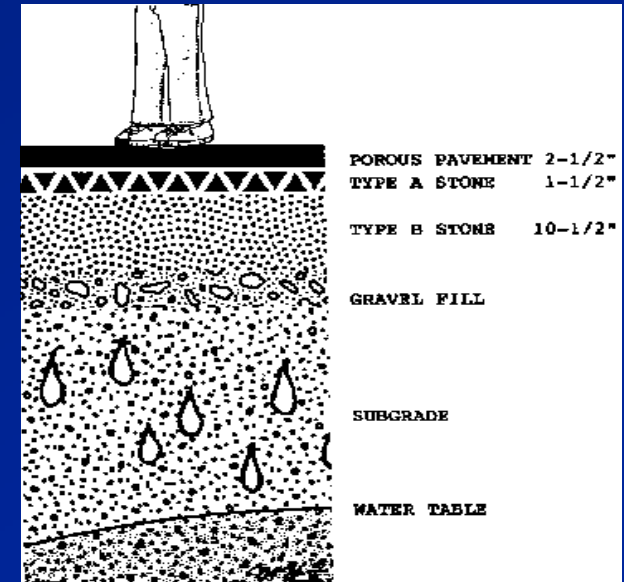 POROUS PAVEMENT 2-1/2"
TYPE A STONE 1-1/2"
TYPE B STONE 10-1/2"
GRAVEL FILL
SUBGRADE
WATER TABLE